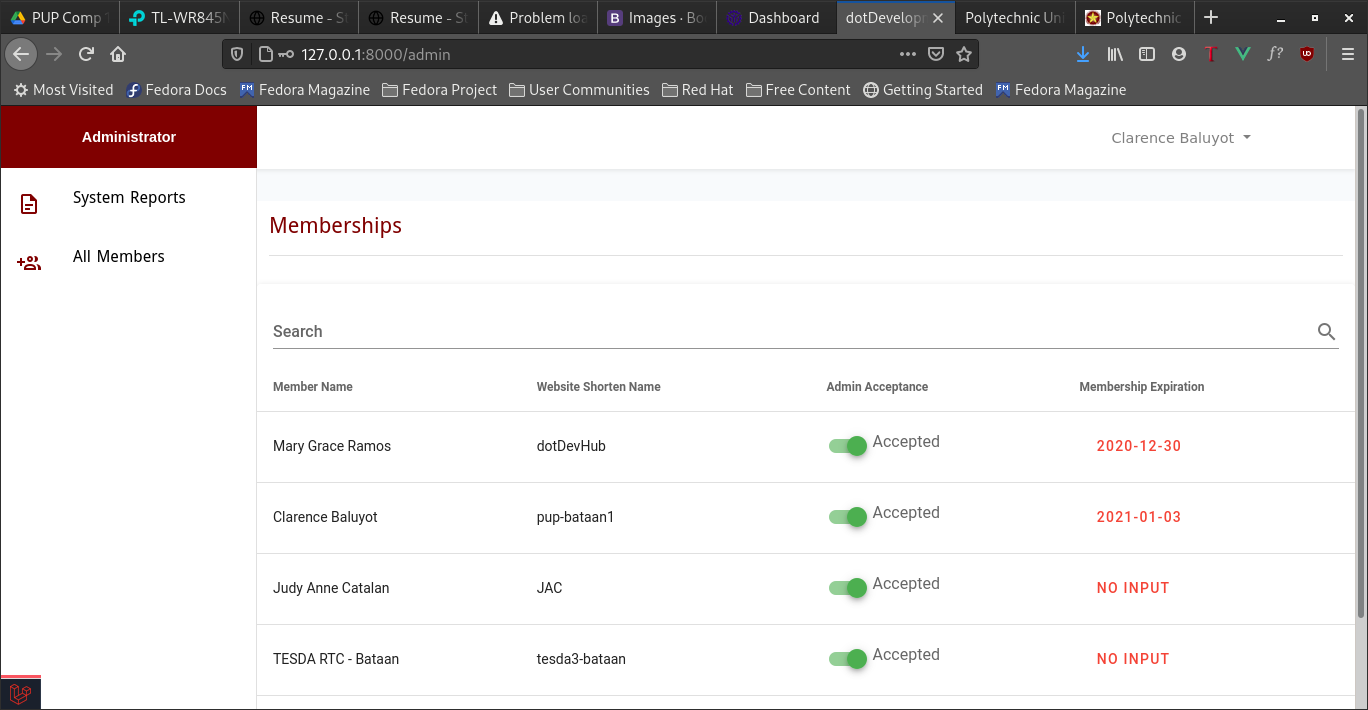 PUP Comp TL-WR845N Resume - St Resume - St Problem loa Images · Boo Dashboard dotDevelopr Polytechnic Uni Polytechnic
127.0.0.1:8000/admin
Most Visited Fedora Docs Fedora Magazine Fedora Project User Communities Red Hat Free Content Getting Started Fedora Magazine
Administrator
Clarence Baluyot
System Reports
All Members
Memberships
Search
Member Name Website Shorten Name Admin Acceptance Membership Expiration
Mary Grace Ramos dotDevHub Accepted 2020-12-30
Clarence Baluyot pup-bataan1 Accepted 2021-01-03
Judy Anne Catalan JAC Accepted NO INPUT
TESDA RTC - Bataan tesda3-bataan Accepted NO INPUT